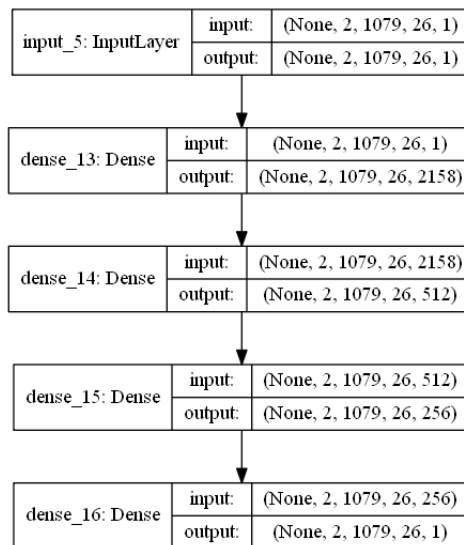 input_5: InputLayer input: (None, 2, 1079, 26, 1)
output: (None, 2, 1079, 26, 1)
dense_13: Dense input: (None, 2, 1079, 26, 1)
output: (None, 2, 1079, 26, 2158)
dense_14: Dense input: (None, 2, 1079, 26, 2158)
output: (None, 2, 1079, 26, 512)
dense_15: Dense input: (None, 2, 1079, 26, 512)
output: (None, 2, 1079, 26, 256)
dense_16: Dense input: (None, 2, 1079, 26, 256)
output: (None, 2, 1079, 26, 1)